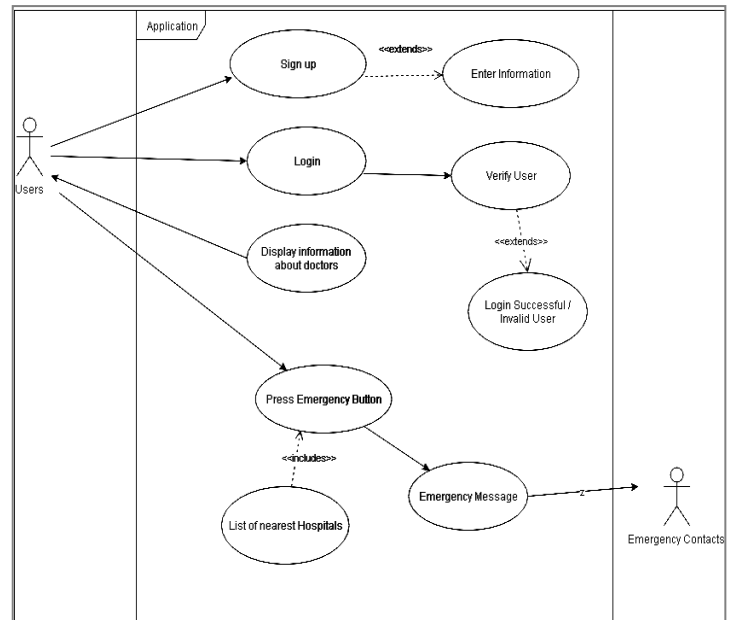 Application
Sign up
<<extends>>
Enter Information
Users
Login
Verify User
Display information
about doctors
<<extends>>
Login Successful /
Invalid User
Press Emergency Button
<<includes>>
List of nearest Hospitals
Emergency Message
z
Emergency Contacts